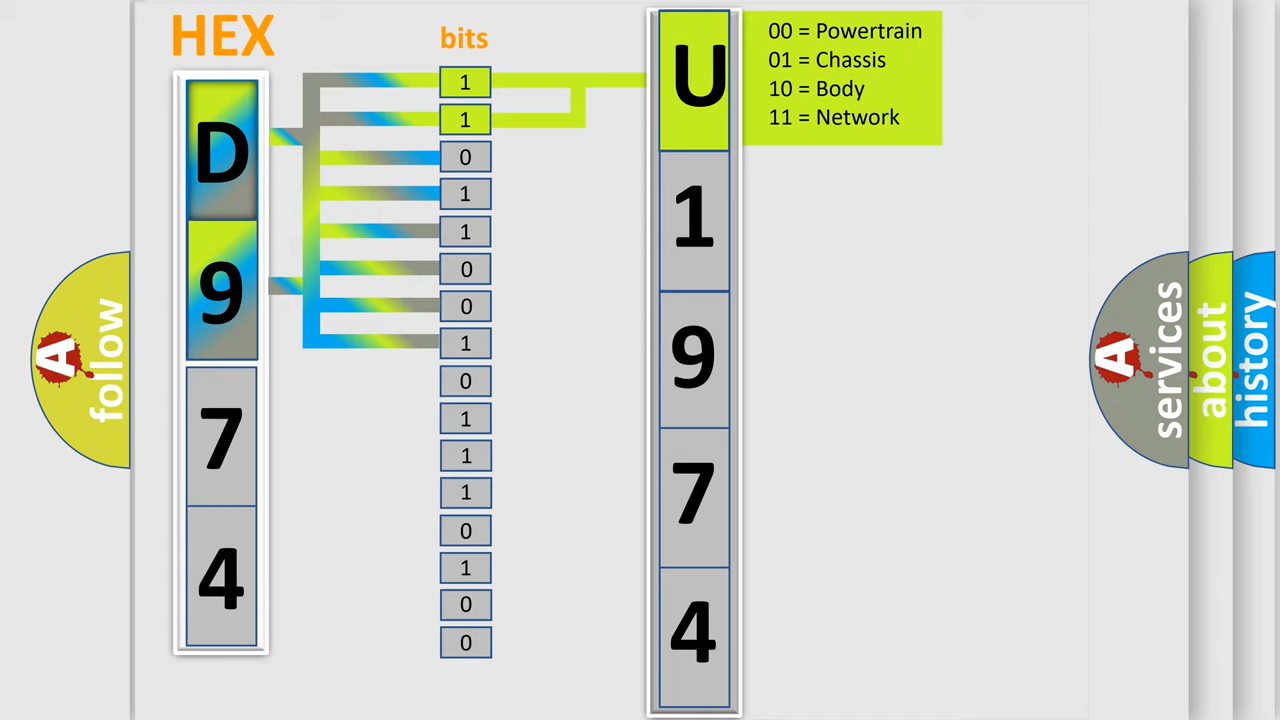 HEX
D
9
7
4
bits
1
1
0
1
1
0
0
1
0
1
1
1
0
1
0
0
U
1
9
7
4
00 = Powertrain
01 = Chassis
10 = Body
11 = Network
A
follow
A
services
about
history